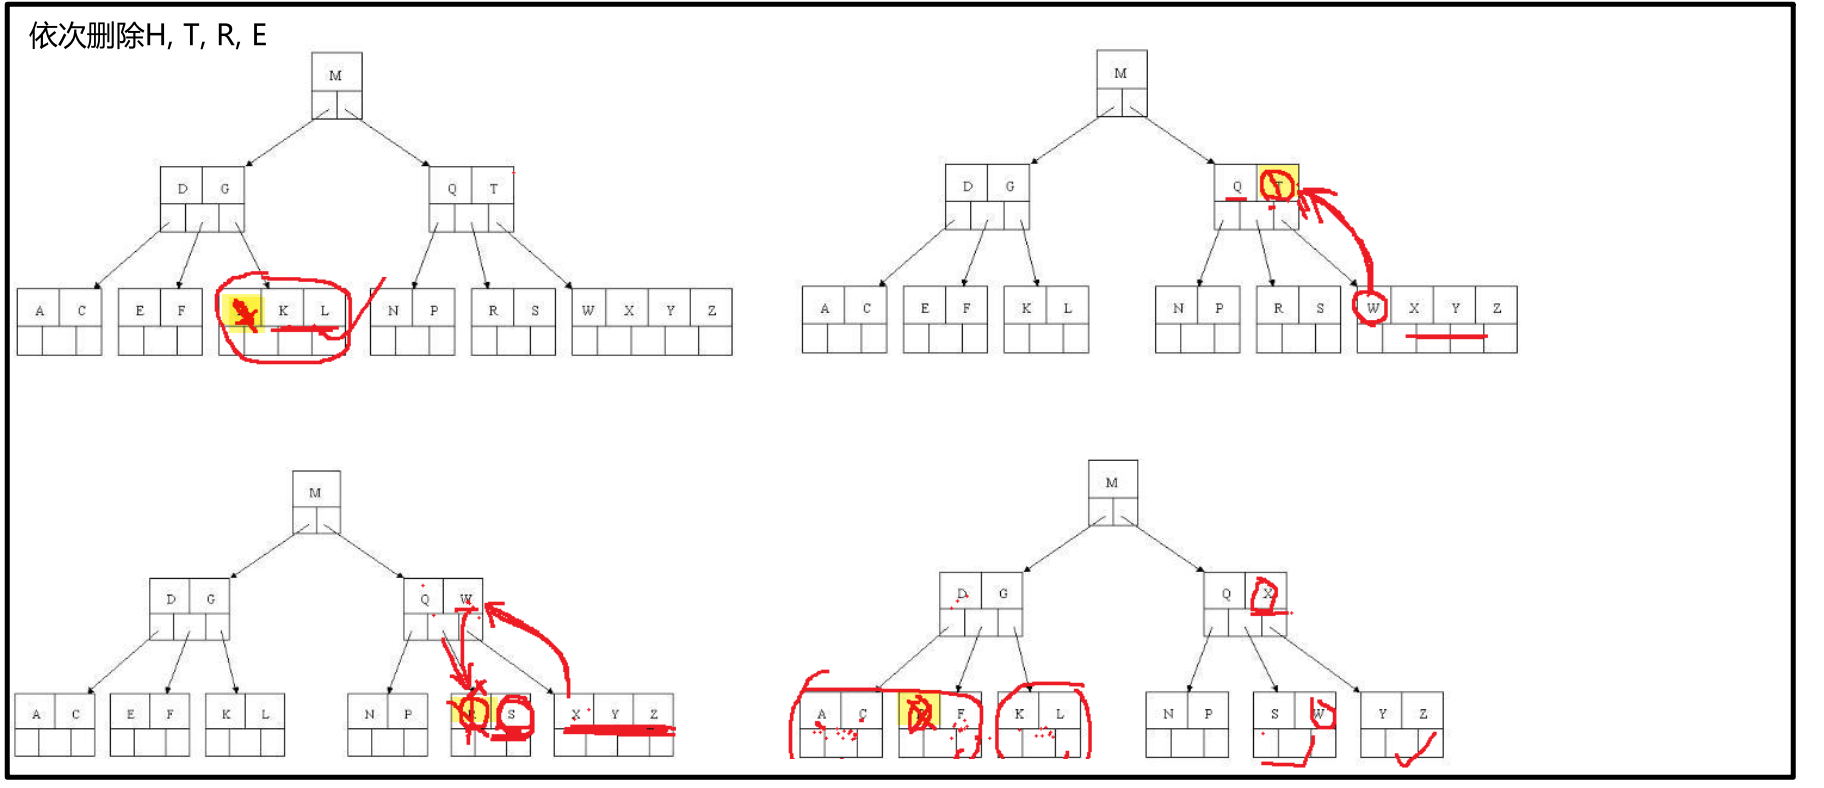 依次删除H, T, R, E
M
D G
Q T
A C
E F
K L
N P
R S
W X Y Z
M
D G
Q T
A C
E F
K L
N P
R S
W X Y Z
M
D G
Q W
A C
E F
K L
N P
R S
X Y Z
M
D G
Q X
A C
F
K L
N P
S W
Y Z